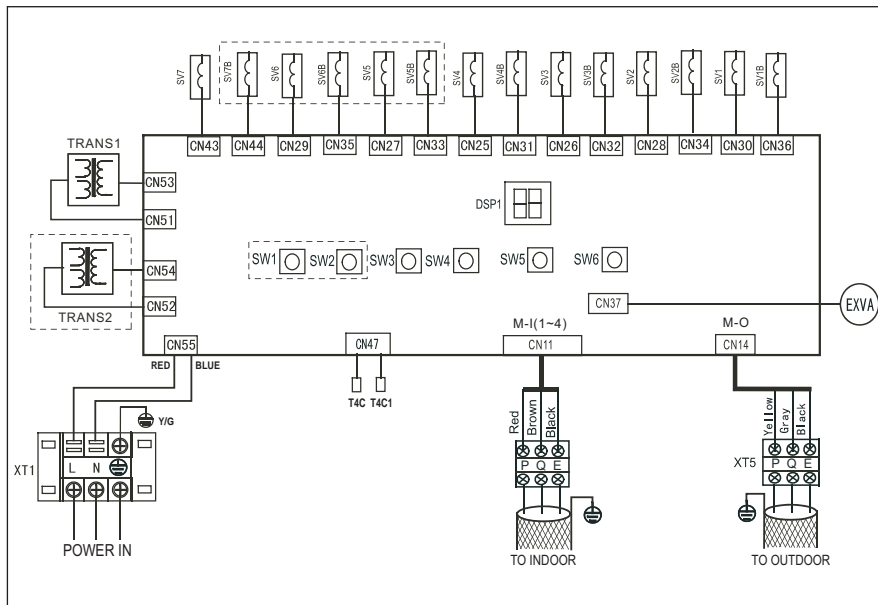 SV7 SV7B SV6 SV6B SV5 SV5B SV4 SV4B SV3 SV3B SV2 SV2B SV1 SV1B
CN43 CN44 CN29 CN35 CN27 CN33 CN25 CN31 CN26 CN32 CN28 CN34 CN30 CN36
TRANS1
CN53
CN51
DSP1
CN54
CN52
TRANS2
SW1 SW2 SW3 SW4 SW5 SW6
CN37
EXVA
M-I(1~4)
M-O
CN55
CN47
CN11
CN14
RED
BLUE
T4C T4C1
Y/G
Red
Brown
Black
Yellow
Gray
Black
XT1
L N
P Q E
XT5
P Q E
POWER IN
TO INDOOR
TO OUTDOOR